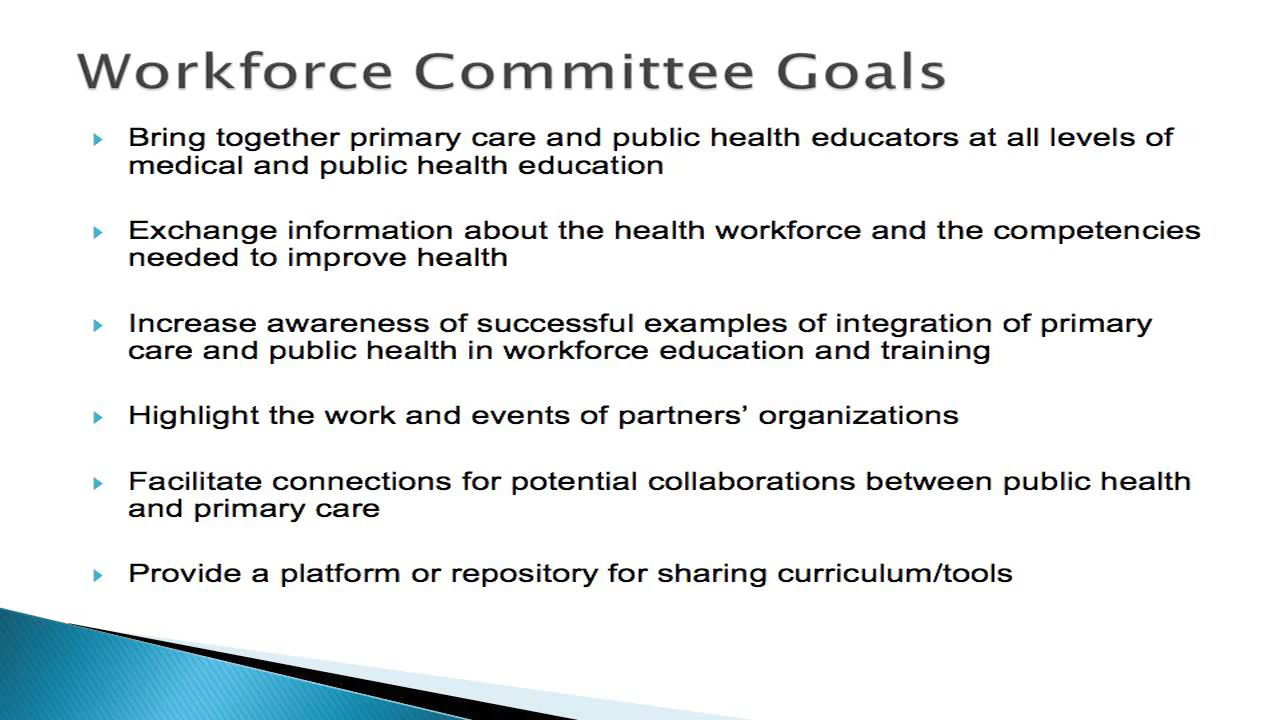 Workforce Committee Goals
Bring together primary care and public health educators at all levels of
medical and public health education
Exchange information about the health workforce and the competencies
needed to improve health
Increase awareness of successful examples of integration of primary
care and public health in workforce education and training
Highlight the work and events of partners’ organizations
Facilitate connections for potential collaborations between public health
and primary care
Provide a platform or repository for sharing curriculum/tools